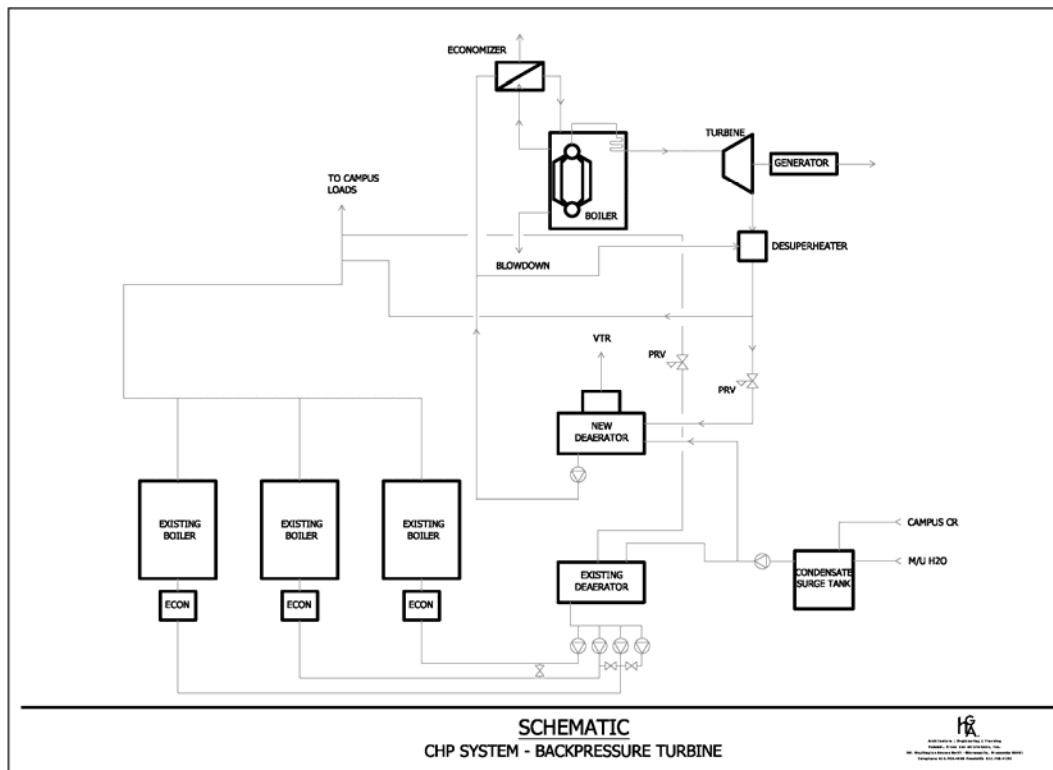 ECONOMIZER
TURBINE
GENERATOR
TO CAMPUS
LOADS
BOILER
DESUPERHEATER
BLOWDOWN
VTR
PRV
PRV
NEW
DEAERATOR
EXISTING
BOILER
EXISTING
BOILER
EXISTING
BOILER
CAMPUS CR
M/U H2O
CONDENSATE
SURGE TANK
EXISTING
DEAERATOR
ECON
ECON
ECON
SCHEMATIC
CHP SYSTEM - BACKPRESSURE TURBINE
HGA